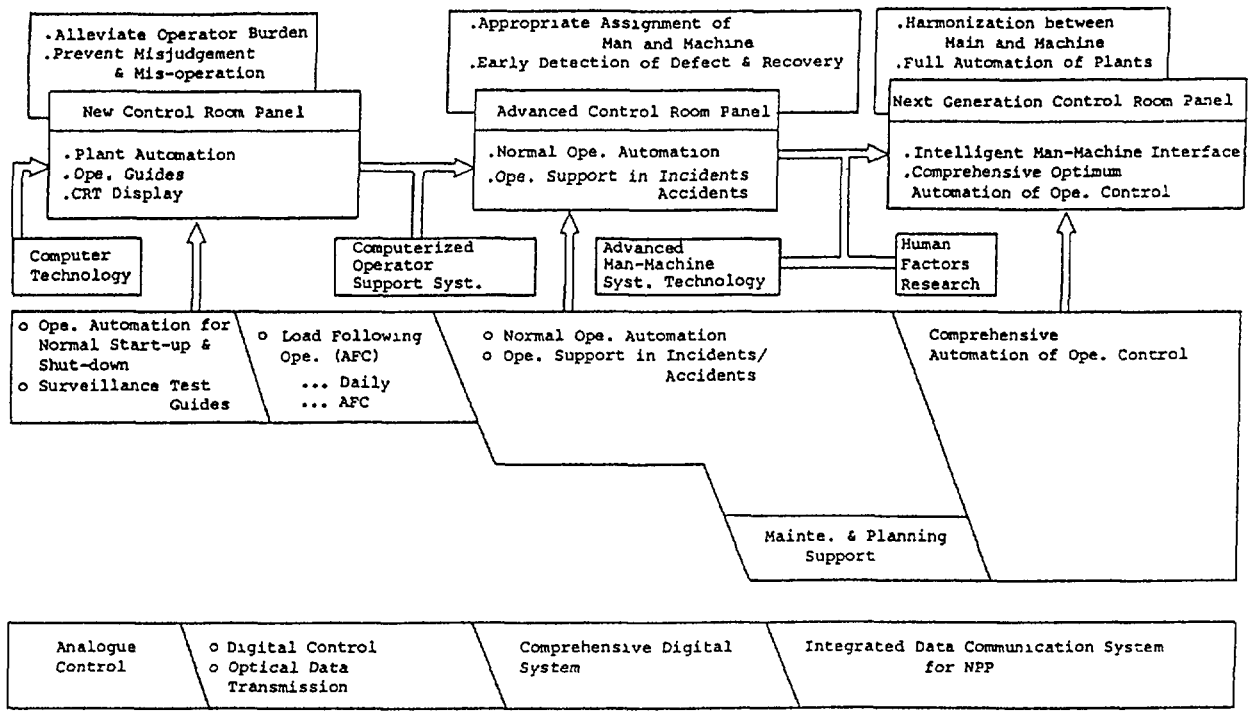 .Alleviate Operator Burden
.Prevent Misjudgement
& Mis-operation
New Control Room Panel
.Plant Automation
.Ope. Guides
.CRT Display
.Appropriate Assignment of
Man and Machine
.Early Detection of Defect & Recovery
Advanced Control Room Panel
.Normal Ope. Automation
.Ope. Support in Incidents
Accidents
.Harmonization between
Main and Machine
.Full Automation of Plants
Next Generation Control Room Panel
.Intelligent Man-Machine Interface
.Comprehensive Optimum
Automation of Ope. Control
Computer
Technology
Computerized
Operator
Support Syst.
Advanced
Man-Machine
Syst. Technology
Human
Factors
Research
o Ope. Automation for
Normal Start-up &
Shut-down
o Surveillance Test
Guides
o Load Following
Ope. (AFC)
... Daily
... AFC
o Normal Ope. Automation
o Ope. Support in Incidents/
Accidents
Comprehensive
Automation of Ope. Control
Mainte. & Planning
Support
Analogue
Control
o Digital Control
o Optical Data
Transmission
Comprehensive Digital
System
Integrated Data Communication System
for NPP